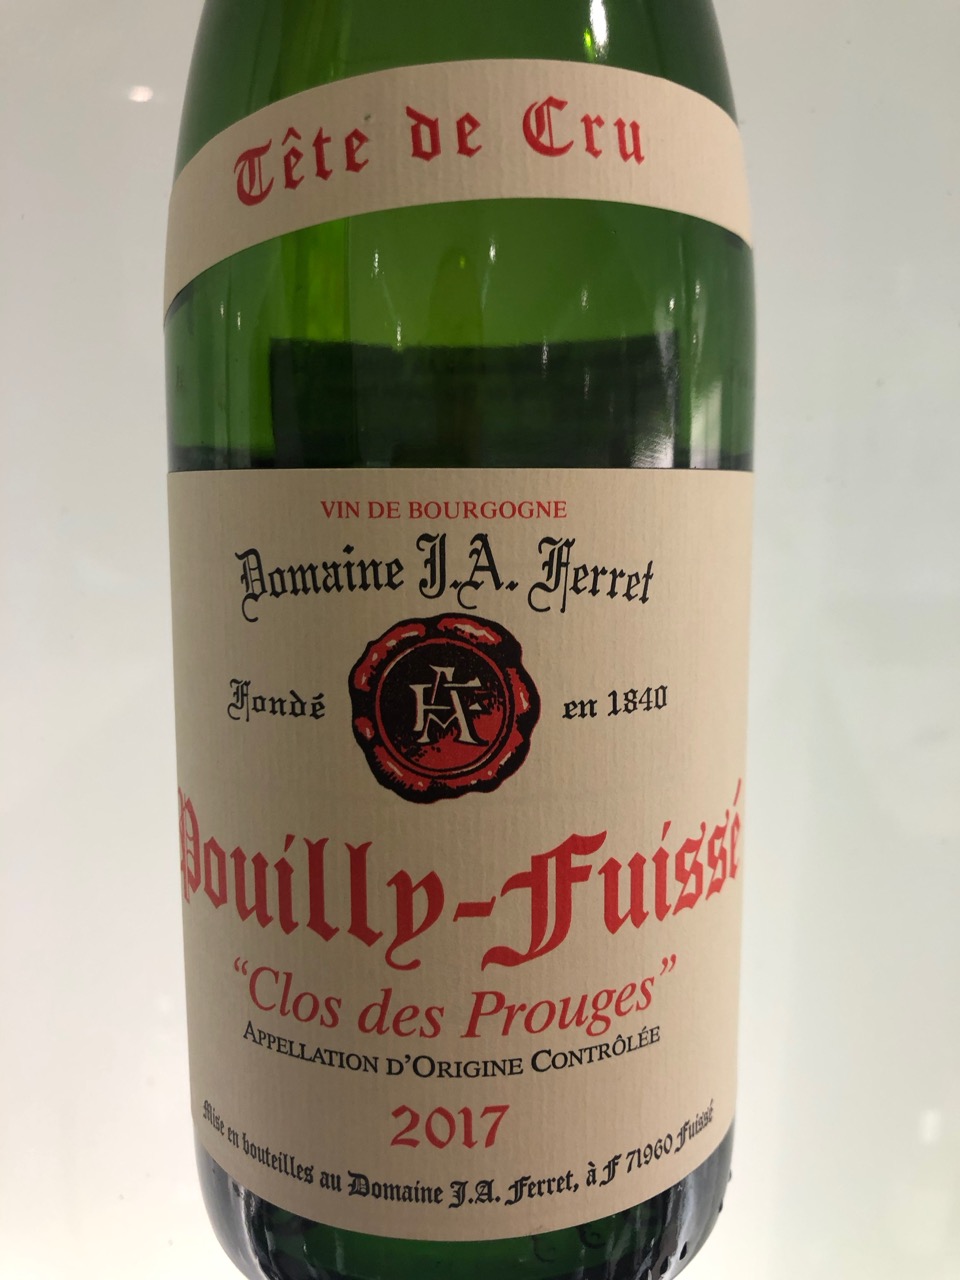 Tête de Cru
VIN DE BOURGOGNE
Domaine J.A. Ferret
Fondé en 1840
Pouilly-Fuissé
“Clos des Prouges”
APPELLATION D’ORIGINE CONTRÔLÉE
2017
Mise en bouteilles au Domaine J.A. Ferret, à F 71960 Fuissé